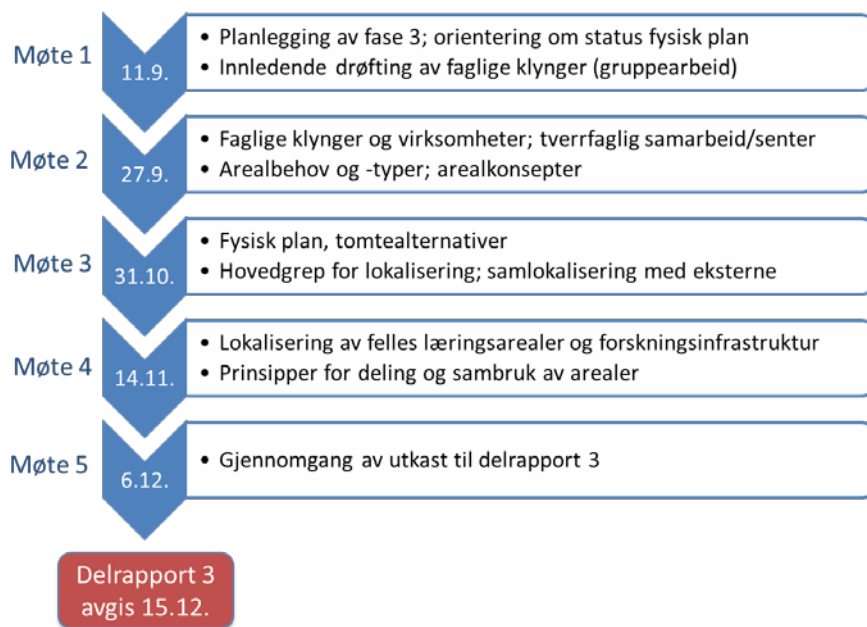 Møte 1
11.9.
• Planlegging av fase 3; orientering om status fysisk plan
• Innledende drøfting av faglige klynger (gruppearbeid)
Møte 2
27.9.
• Faglige klynger og virksomheter; tverrfaglig samarbeid/senter
• Arealbehov og -typer; arealkonsepter
Møte 3
31.10.
• Fysisk plan, tomtealternativer
• Hovedgrep for lokalisering; samlokalisering med eksterne
Møte 4
14.11.
• Lokalisering av felles læringsarealer og forskningsinfrastruktur
• Prinsipper for deling og sambruk av arealer
Møte 5
6.12.
• Gjennomgang av utkast til delrapport 3
Delrapport 3
avgis 15.12.